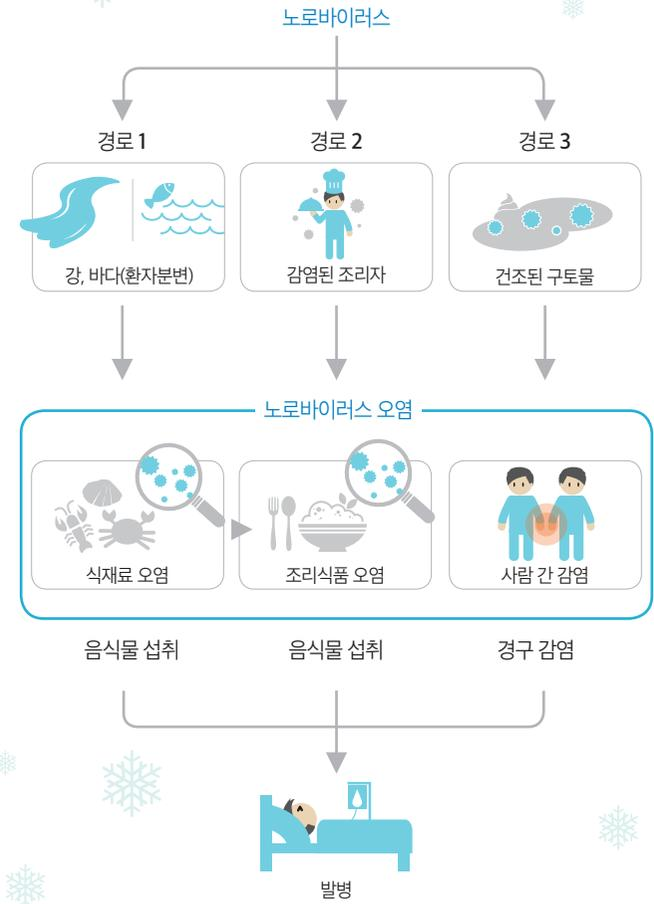 노로바이러스
경로 1
경로 2
경로 3
강, 바다(환자분변)
감염된 조리자
건조된 구토물
노로바이러스 오염
식재료 오염
조리식품 오염
사람 간 감염
음식물 섭취
음식물 섭취
경구 감염
발병